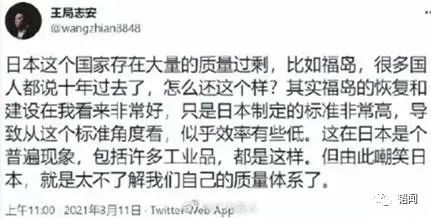 王局志安
@wangzhian8848
日本这个国家存在大量的质量过剩，比如福岛，很多国
人都说十年过去了，怎么还这个样？其实福岛的恢复和
建设在我看来非常好，只是日本制定的标准非常高，
导致从这个标准角度看，似乎效率有些低。这在日本是个
普遍现象，包括许多工业品，都是这样。但由此嘲笑日
本，就是太不了解我们自己的质量体系了。
上午11:00 · 2021年3月11日 · Twitter Web App